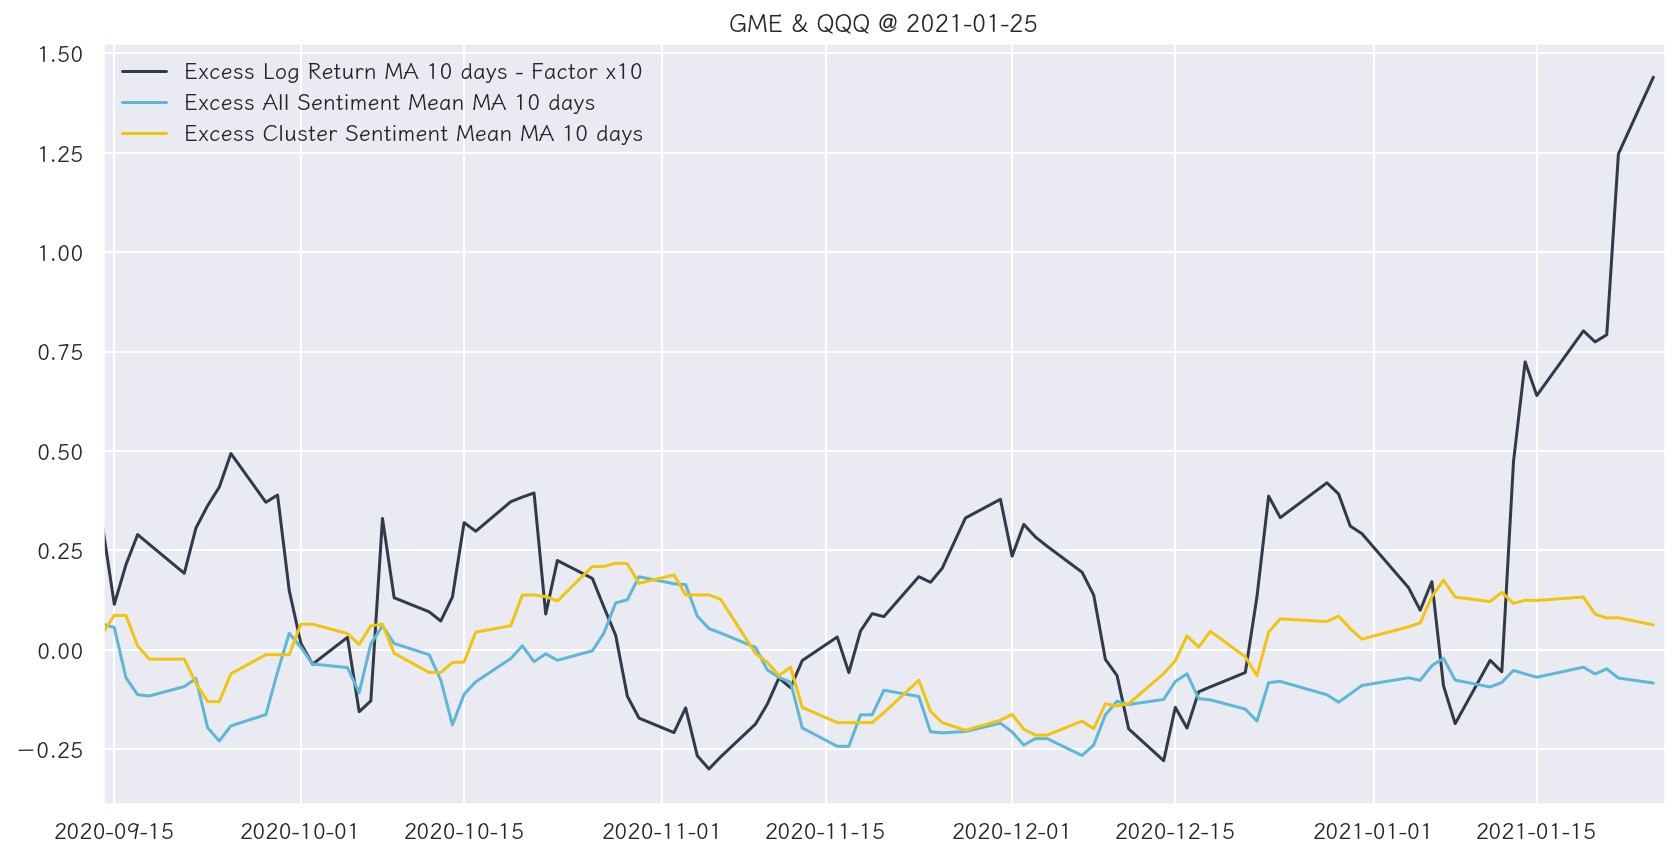 GME & QQQ @ 2021-01-25
Excess Log Return MA 10 days - Factor x10
Excess All Sentiment Mean MA 10 days
Excess Cluster Sentiment Mean MA 10 days
1.50
1.25
1.00
0.75
0.50
0.25
0.00
−0.25
2020-09-15 2020-10-01 2020-10-15 2020-11-01 2020-11-15 2020-12-01 2020-12-15 2021-01-01 2021-01-15